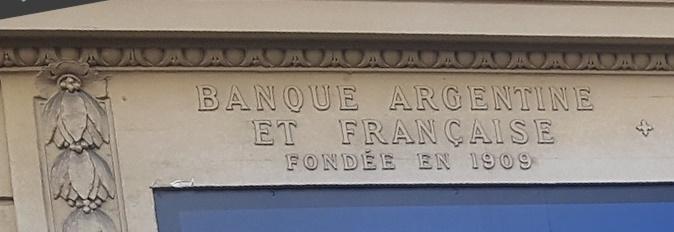 BANQUE ARGENTINE
ET FRANÇAISE
FONDÉE EN 1909